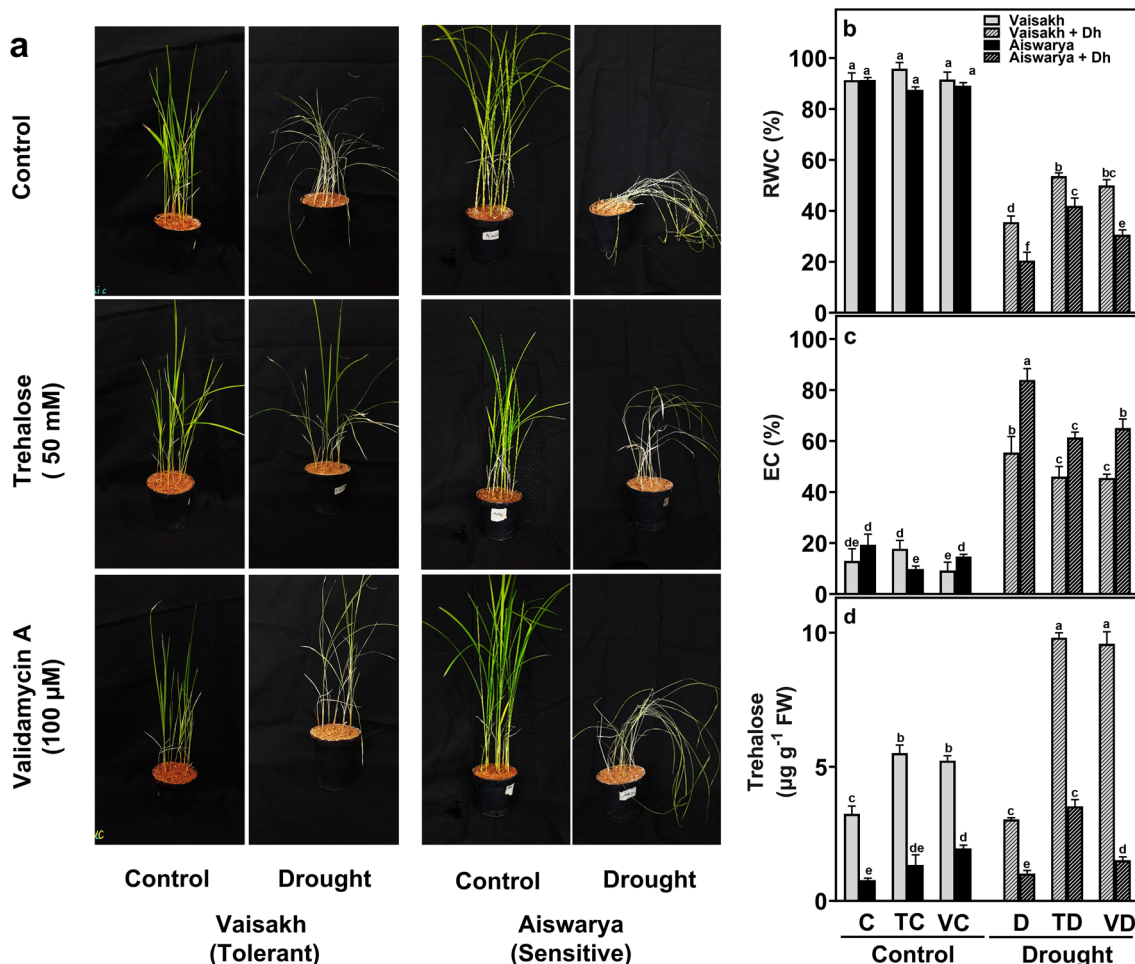 a
Control
Trehalose
( 50 mM)
Validamycin A
(100 µM)
Control
Drought
Control
Drought
Vaisakh
(Tolerant)
Aiswarya
(Sensitive)
b
Vaisakh
Vaisakh + Dh
Aiswarya
Aiswarya + Dh
RWC (%)
100
80
60
40
20
0
a a a a a a
d f b c bc e
c
EC (%)
100
80
60
40
20
0
de d d e e d
b a c c c b
d
Trehalose
(µg g⁻¹ FW)
10
5
0
c e b de b d
d e a c a d
C TC VC D TD VD
Control Drought